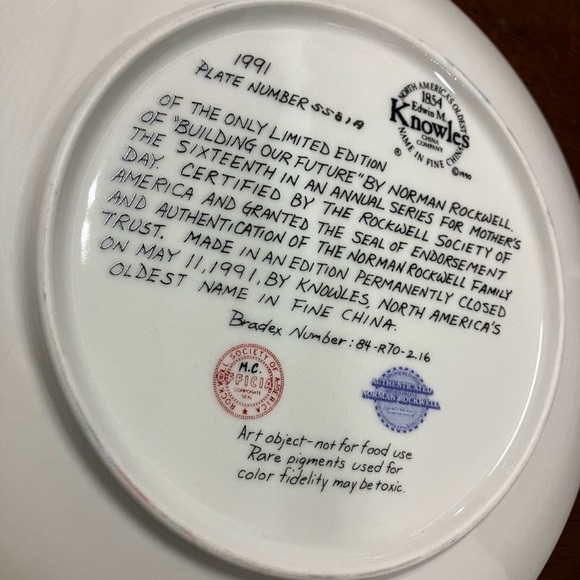 1991
PLATE NUMBER 5581A
OF THE ONLY LIMITED EDITION
OF "BUILDING OUR FUTURE" BY NORMAN ROCKWELL.
THE SIXTEENTH IN AN ANNUAL SERIES FOR MOTHER'S
DAY. CERTIFIED BY THE ROCKWELL SOCIETY OF
AMERICA AND GRANTED THE SEAL OF ENDORSEMENT
AND AUTHENTICATION OF THE NORMAN ROCKWELL FAMILY
TRUST. MADE IN AN EDITION PERMANENTLY CLOSED
ON MAY 11, 1991, BY KNOWLES, NORTH AMERICA'S
OLDEST NAME IN FINE CHINA.
Bradex Number: 84-R70-2.16
NORTH AMERICA'S OLDEST
1854
Edwin M.
Knowles
CHINA
COMPANY
NAME IN FINE CHINA
® ©1990
ROCKWELL SOCIETY OF AMERICA
M.C.
OFFICIAL
CORPORATE
SEAL
AUTHENTICATED
NORMAN ROCKWELL
Art object-not for food use
Rare pigments used for
color fidelity may be toxic.